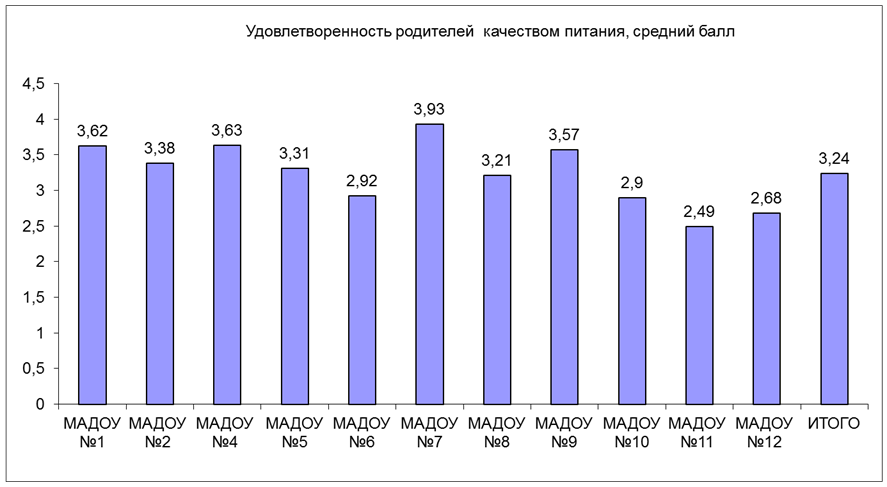 Удовлетворенность родителей качеством питания, средний балл
4,5
4
3,5
3
2,5
2
1,5
1
0,5
0
3,62
3,38
3,63
3,31
2,92
3,93
3,21
3,57
2,9
2,49
2,68
3,24
МАДОУ №1
МАДОУ №2
МАДОУ №4
МАДОУ №5
МАДОУ №6
МАДОУ №7
МАДОУ №8
МАДОУ №9
МАДОУ №10
МАДОУ №11
МАДОУ №12
ИТОГО